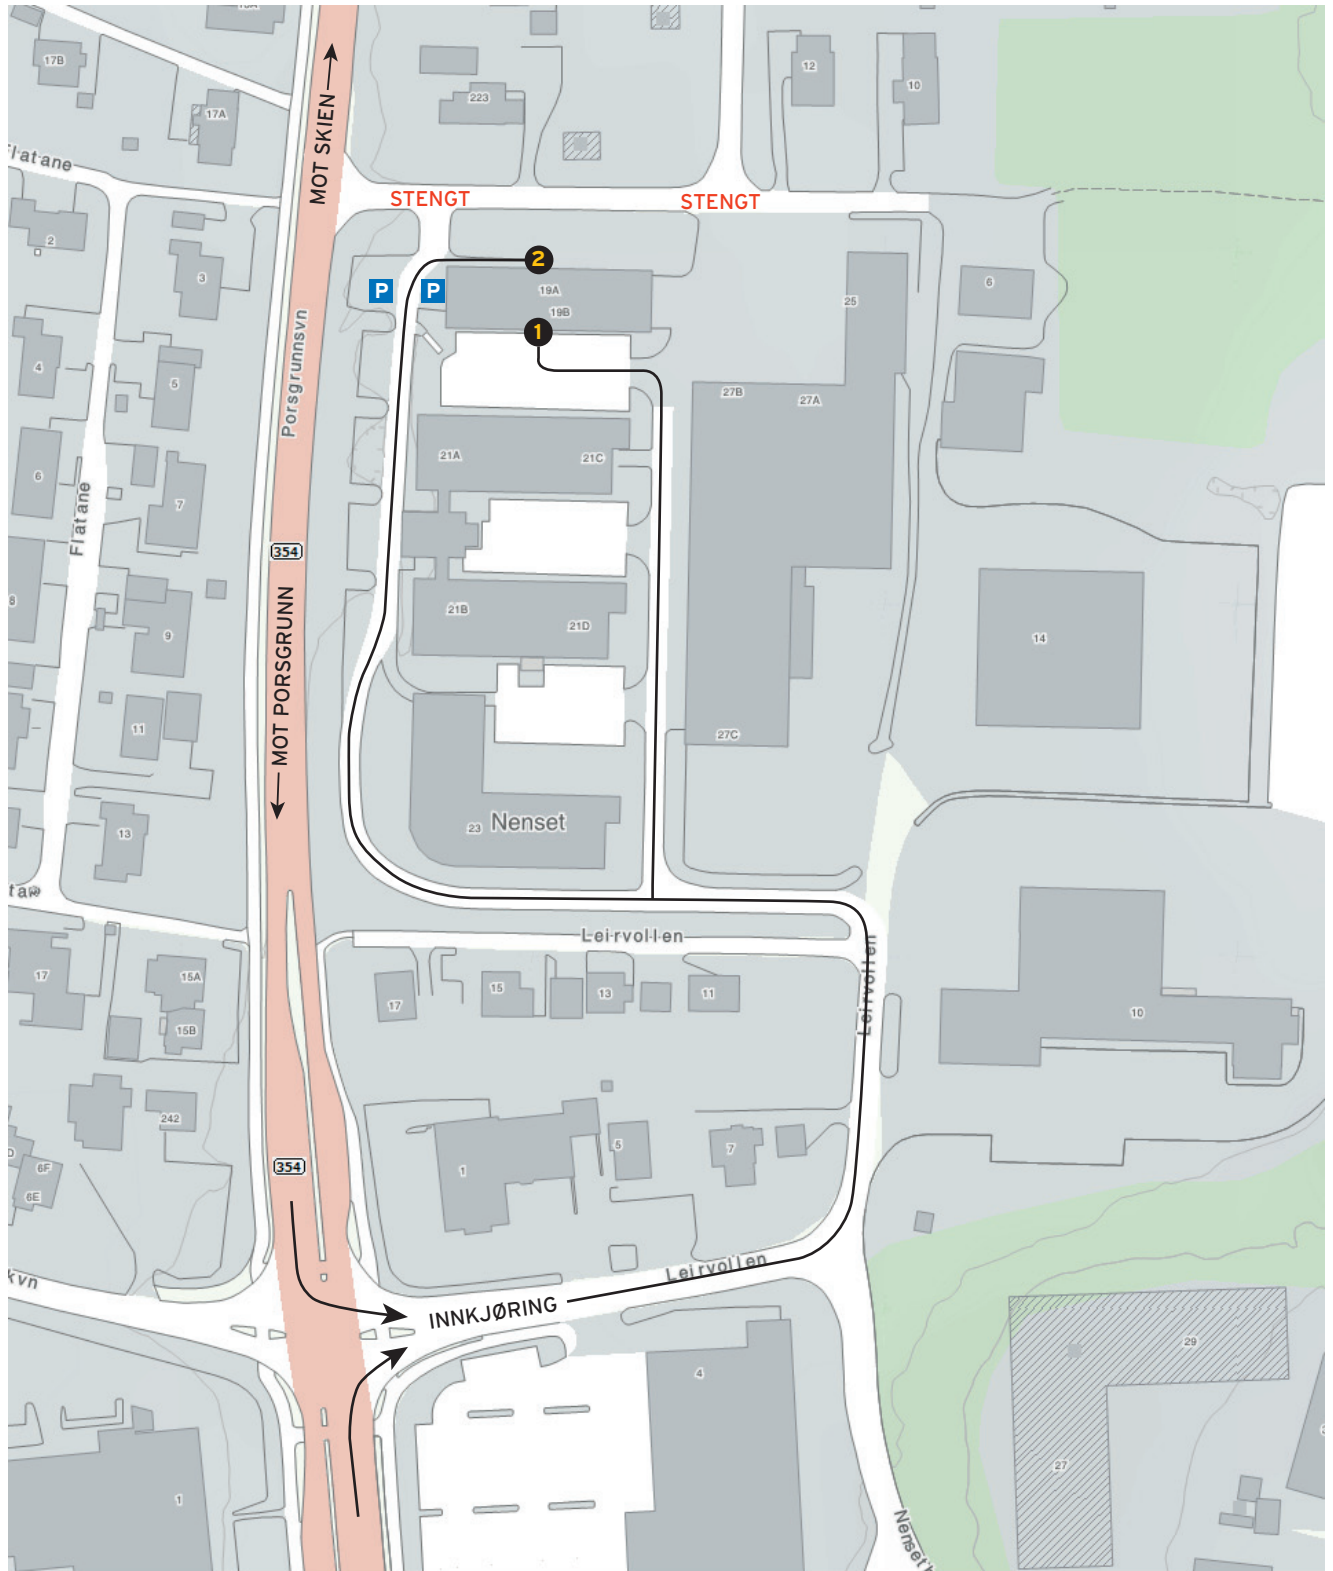 17B
17A
MOT SKIEN
223
12
10
STENGT
STENGT
2
3
2
P
P
19A
19B
1
25
6
Porsgrunnsvn
4
5
27B
27A
21A
21C
6
7
Flatane
354
8
9
21B
21D
14
MOT PORSGRUNN
11
27C
13
23
Nenset
Leirvollen
Leirvollen
17
15A
15B
17
15
13
11
10
242
6F
6E
354
1
5
7
Leirvollen
INNKJØRING
4
29
27
1